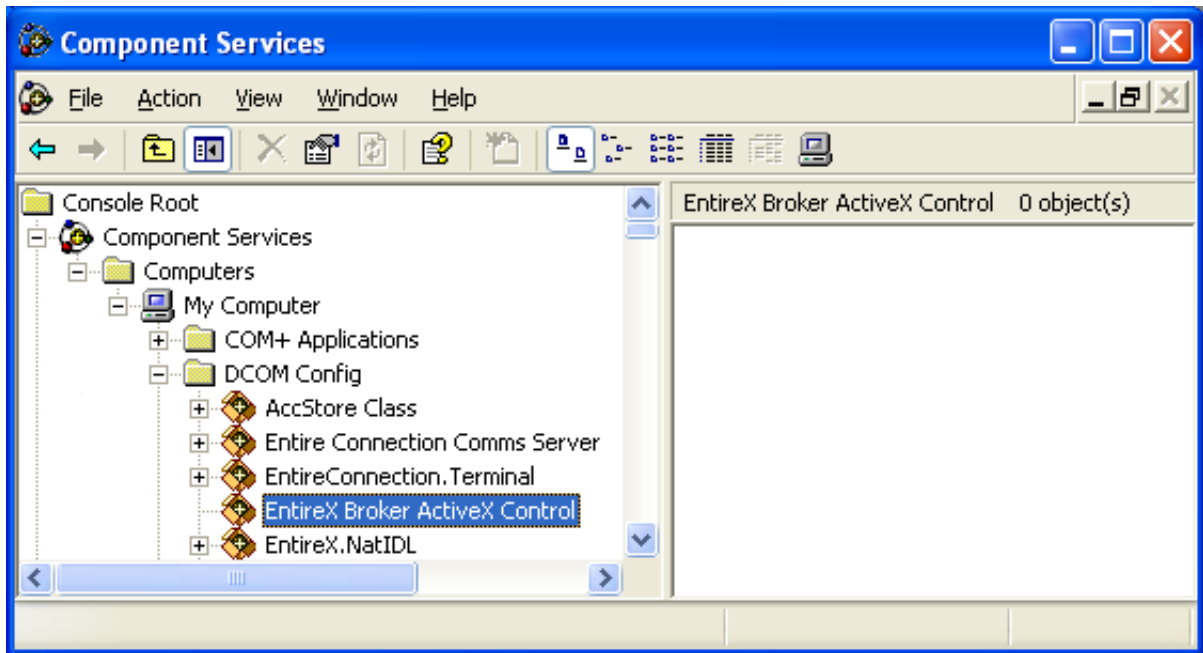 Component Services
File Action View Window Help
Console Root
Component Services
Computers
My Computer
COM+ Applications
DCOM Config
AccStore Class
Entire Connection Comms Server
EntireConnection.Terminal
EntireX Broker ActiveX Control
EntireX.NatIDL
EntireX Broker ActiveX Control 0 object(s)